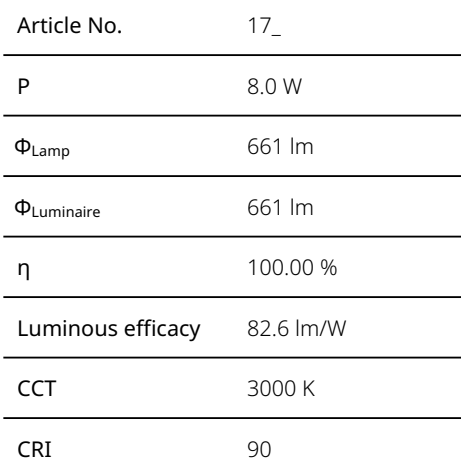 Article No. 17_
P 8.0 W
ΦLamp 661 lm
ΦLuminaire 661 lm
η 100.00 %
Luminous efficacy 82.6 lm/W
CCT 3000 K
CRI 90